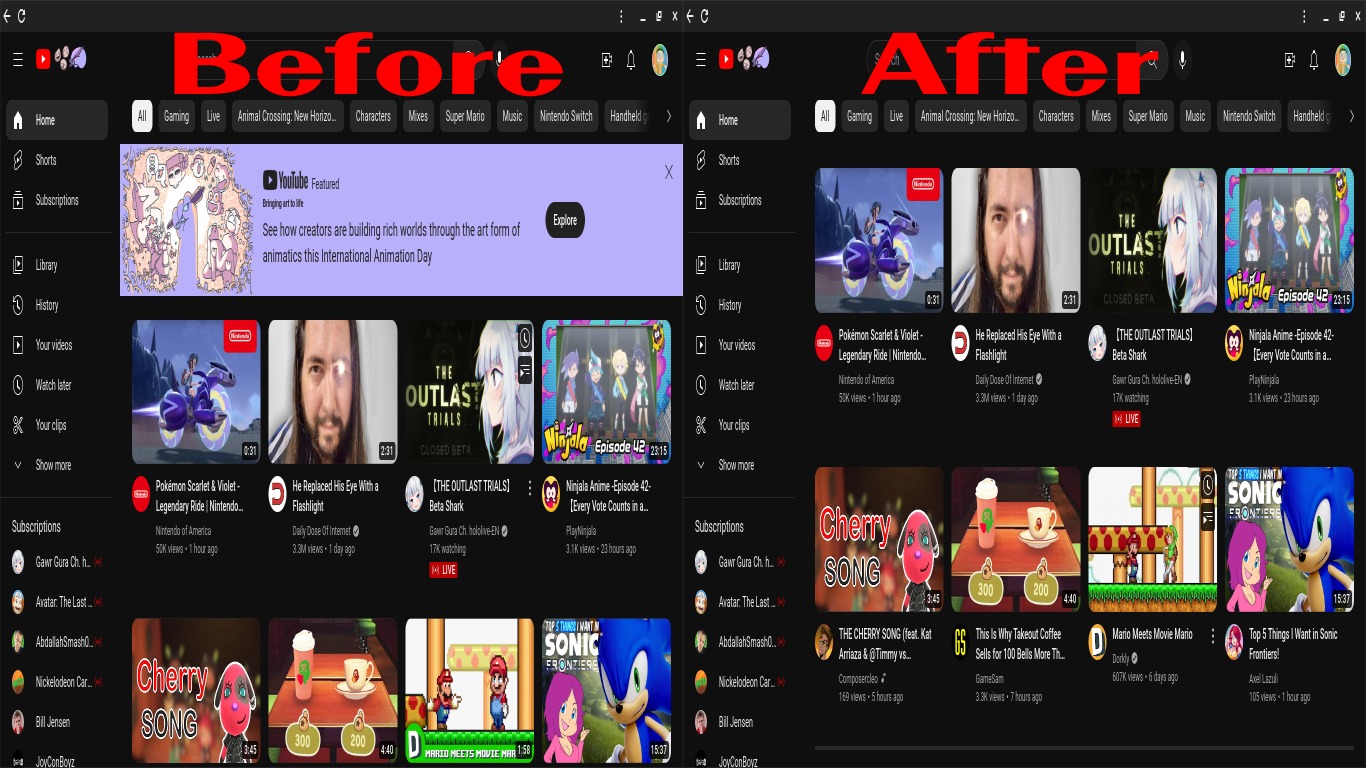 Before
All
Gaming
Live
Animal Crossing: New Horizo...
Characters
Mixes
Super Mario
Music
Nintendo Switch
Handheld g
Home
Shorts
Subscriptions
Library
History
Your videos
Watch later
Your clips
Show more
Subscriptions
Gawr Gura Ch. h...
Avatar: The Last ...
AbdallahSmash0...
Nickelodeon Car...
Bill Jensen
JoyConBoyz
YouTube Featured
Bringing art to life
See how creators are building rich worlds through the art form of
animatics this International Animation Day
Explore
Nintendo
0:31
2:31
THE
OUTLAST
TRIALS
CLOSED BETA
Ninjala Episode 42
23:15
Pokémon Scarlet & Violet -
Legendary Ride | Nintendo...
Nintendo of America
50K views • 1 hour ago
He Replaced His Eye With a
Flashlight
Daily Dose Of Internet
3.3M views • 1 day ago
【THE OUTLAST TRIALS】
Beta Shark
Gawr Gura Ch. hololive-EN
17K watching
LIVE
Ninjala Anime -Episode 42-
【Every Vote Counts in a...
PlayNinjala
3.1K views • 23 hours ago
Cherry
SONG
3:45
300
200
4:40
D
MARIO MEETS MOVIE MAR
1:58
TOP 5 THINGS I WANT IN
SONIC
FRONTIERS
15:37
After
Search
All
Gaming
Live
Animal Crossing: New Horizo...
Characters
Mixes
Super Mario
Music
Nintendo Switch
Handheld g
Home
Shorts
Subscriptions
Library
History
Your videos
Watch later
Your clips
Show more
Subscriptions
Gawr Gura Ch. h...
Avatar: The Last ...
AbdallahSmash0...
Nickelodeon Car...
Bill Jensen
JoyConBoyz
Nintendo
0:31
2:31
THE
OUTLAST
TRIALS
CLOSED BETA
Ninjala Episode 42
23:15
Pokémon Scarlet & Violet -
Legendary Ride | Nintendo...
Nintendo of America
50K views • 1 hour ago
He Replaced His Eye With a
Flashlight
Daily Dose Of Internet
3.3M views • 1 day ago
【THE OUTLAST TRIALS】
Beta Shark
Gawr Gura Ch. hololive-EN
17K watching
LIVE
Ninjala Anime -Episode 42-
【Every Vote Counts in a...
PlayNinjala
3.1K views • 23 hours ago
Cherry
SONG
3:45
300
200
4:40
TOP 5 THINGS I WANT IN
SONIC
FRONTIERS
15:37
THE CHERRY SONG (feat. Kat
Arriaza & @Timmy vs...
Composercleo
169 views • 5 hours ago
GS
This Is Why Takeout Coffee
Sells for 100 Bells More Th...
GameSam
3.3K views • 7 hours ago
D
Mario Meets Movie Mario
Dorkly
607K views • 6 days ago
Top 5 Things I Want in Sonic
Frontiers!
Axel Lazuli
105 views • 1 hour ago